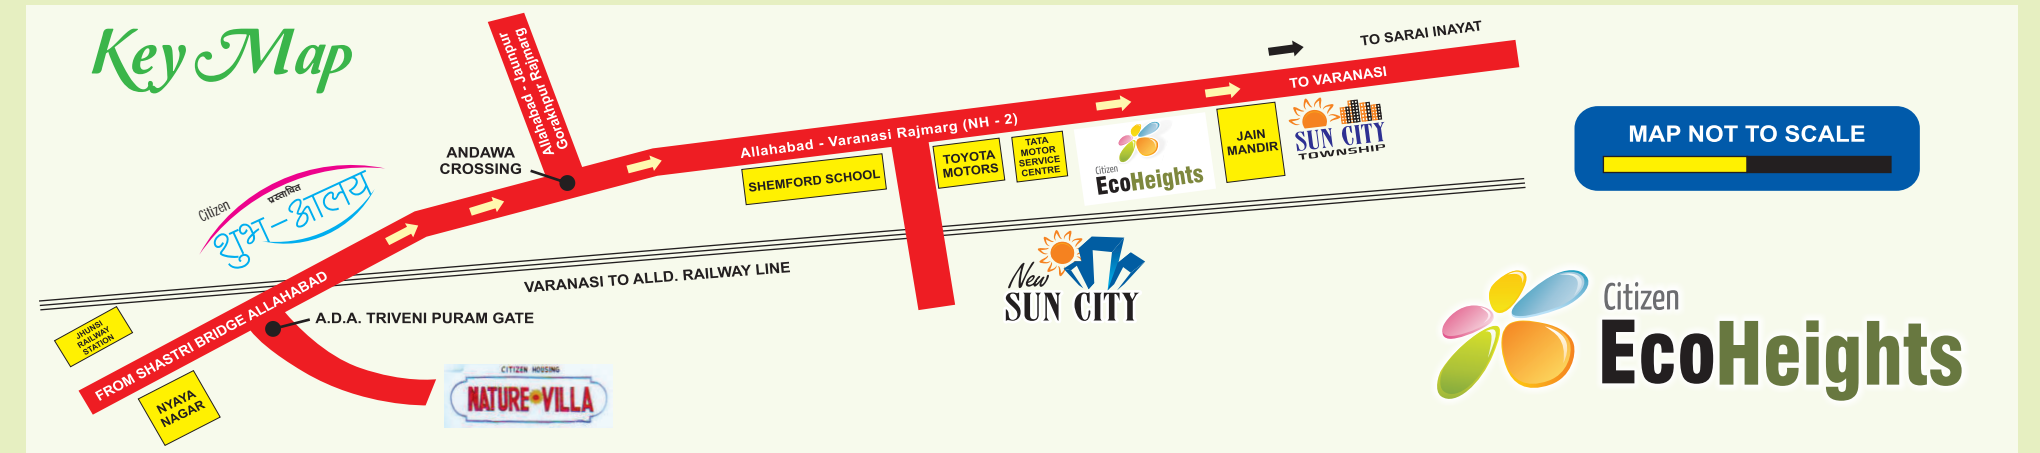 Key Map
Allahabad - Jaunpur
Gorakhpur Rajmarg
TO SARAI INAYAT
TO VARANASI
Allahabad - Varanasi Rajmarg (NH - 2)
ANDAWA
CROSSING
SHEMFORD SCHOOL
TOYOTA
MOTORS
TATA
MOTOR
SERVICE
CENTRE
Citizen
EcoHeights
JAIN
MANDIR
SUN CITY
TOWNSHIP
MAP NOT TO SCALE
Citizen
प्रस्तावित
शुभ-आलय
VARANASI TO ALLD. RAILWAY LINE
New
SUN CITY
FROM SHASTRI BRIDGE ALLAHABAD
A.D.A. TRIVENI PURAM GATE
JHUNSI
RAILWAY
STATION
NYAYA
NAGAR
CITIZEN HOUSING
NATURE VILLA
Citizen
EcoHeights